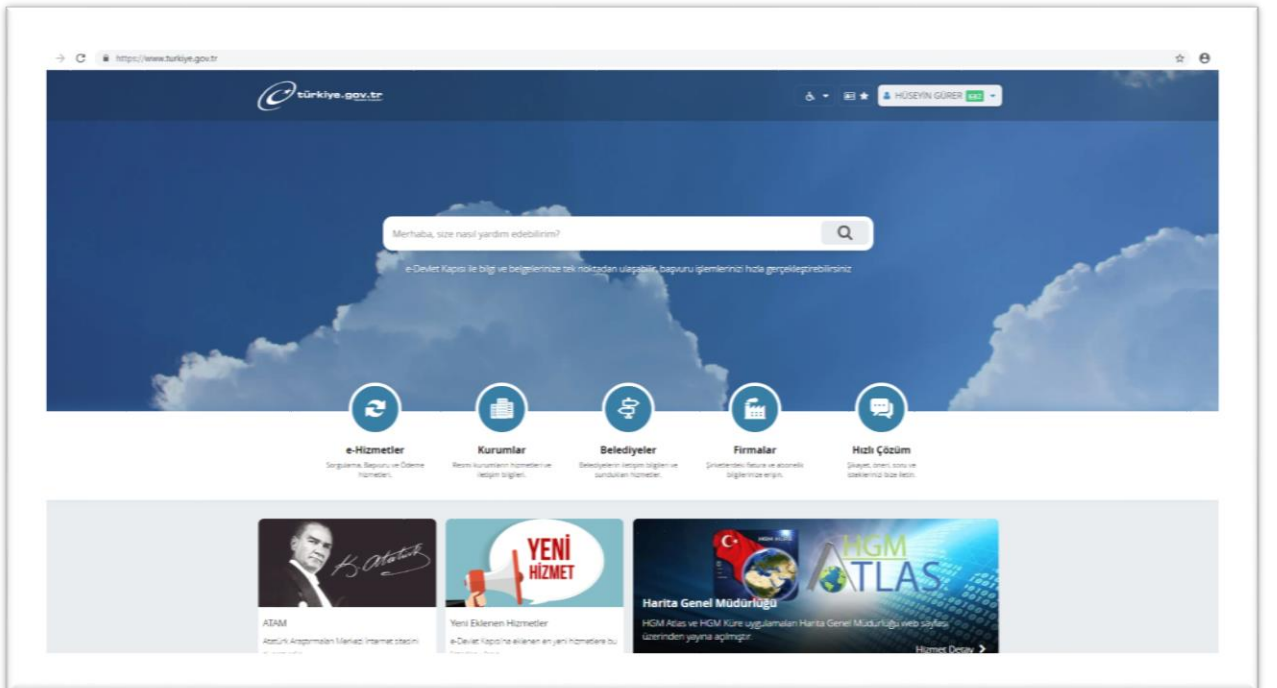 https://www.turkiye.gov.tr
türkiye.gov.tr
HÜSEYİN GÜRER
Merhaba, size nasıl yardım edebilirim?
e-Devlet Kapısı ile bilgi ve belgelerinize tek noktadan ulaşabilir, başvuru işlemlerinizi hızla gerçekleştirebilirsiniz
e-Hizmetler
Sorgulama, Başvuru ve Ödeme
hizmetleri.
Kurumlar
Resmi kurumların hizmetleri ve
iletişim bilgileri.
Belediyeler
Belediyelerin iletişim bilgileri ve
sundukları hizmetler.
Firmalar
Şirketlerdeki fatura ve abonelik
bilgilerinize erişin.
Hızlı Çözüm
Şikayet, öneri, soru ve
isteklerinizi bize iletin.
K. Atatürk
ATAM
Atatürk Araştırmaları Merkezi internet sitesini
YENİ
HİZMET
Yeni Eklenen Hizmetler
e-Devlet Kapısı'na eklenen en yeni hizmetlere bu
HGM ATLAS
HGM
ATLAS
Harita Genel Müdürlüğü
HGM Atlas ve HGM Küre uygulamaları Harita Genel Müdürlüğü web sayfası
üzerinden yayına açılmıştır.
Hizmet Detay